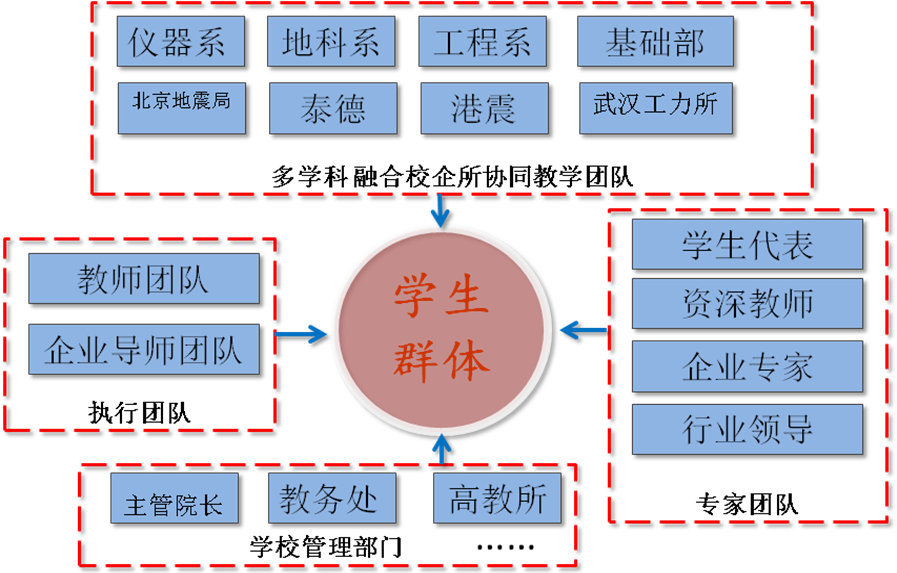 仪器系
地科系
工程系
基础部
北京地震局
泰德
港震
武汉工力所
多学科融合校企所协同教学团队
教师团队
企业导师团队
执行团队
学生
群体
学生代表
资深教师
企业专家
行业领导
专家团队
主管院长
教务处
高教所
学校管理部门
……